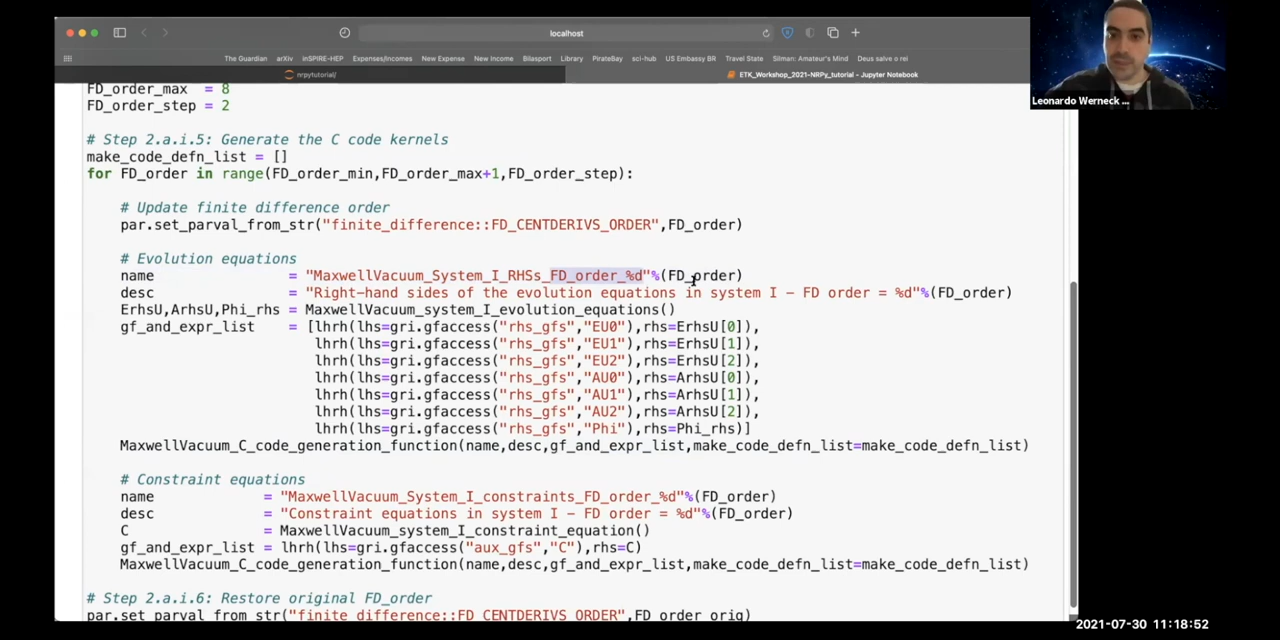 localhost
The Guardian arXiv inSPIRE-HEP Expenses/Incomes New Expense New Income Bilasport Library PirateBay sci-hub US Embassy BR Travel State Silman: Amateur's Mind Deus salve o rei
nrpytutorial/ ETK_Workshop_2021-NRPy_tutorial - Jupyter Notebook
Leonardo Werneck ...
FD_order_max = 8
FD_order_step = 2
# Step 2.a.i.5: Generate the C code kernels
make_code_defn_list = []
for FD_order in range(FD_order_min,FD_order_max+1,FD_order_step):
# Update finite difference order
par.set_parval_from_str("finite_difference::FD_CENTDERIVS_ORDER",FD_order)
# Evolution equations
name = "MaxwellVacuum_System_I_RHSs_FD_order_%d"%(FD_order)
desc = "Right-hand sides of the evolution equations in system I - FD order = %d"%(FD_order)
ErhsU,ArhsU,Phi_rhs = MaxwellVacuum_system_I_evolution_equations()
gf_and_expr_list = [lhrh(lhs=gri.gfaccess("rhs_gfs","EU0"),rhs=ErhsU[0]),
lhrh(lhs=gri.gfaccess("rhs_gfs","EU1"),rhs=ErhsU[1]),
lhrh(lhs=gri.gfaccess("rhs_gfs","EU2"),rhs=ErhsU[2]),
lhrh(lhs=gri.gfaccess("rhs_gfs","AU0"),rhs=ArhsU[0]),
lhrh(lhs=gri.gfaccess("rhs_gfs","AU1"),rhs=ArhsU[1]),
lhrh(lhs=gri.gfaccess("rhs_gfs","AU2"),rhs=ArhsU[2]),
lhrh(lhs=gri.gfaccess("rhs_gfs","Phi"),rhs=Phi_rhs)]
MaxwellVacuum_C_code_generation_function(name,desc,gf_and_expr_list,make_code_defn_list=make_code_defn_list)
# Constraint equations
name = "MaxwellVacuum_System_I_constraints_FD_order_%d"%(FD_order)
desc = "Constraint equations in system I - FD order = %d"%(FD_order)
C = MaxwellVacuum_system_I_constraint_equation()
gf_and_expr_list = lhrh(lhs=gri.gfaccess("aux_gfs","C"),rhs=C)
MaxwellVacuum_C_code_generation_function(name,desc,gf_and_expr_list,make_code_defn_list=make_code_defn_list)
# Step 2.a.i.6: Restore original FD_order
par.set_parval_from_str("finite_difference::FD_CENTDERIVS_ORDER",FD_order_orig)
2021-07-30 11:18:52